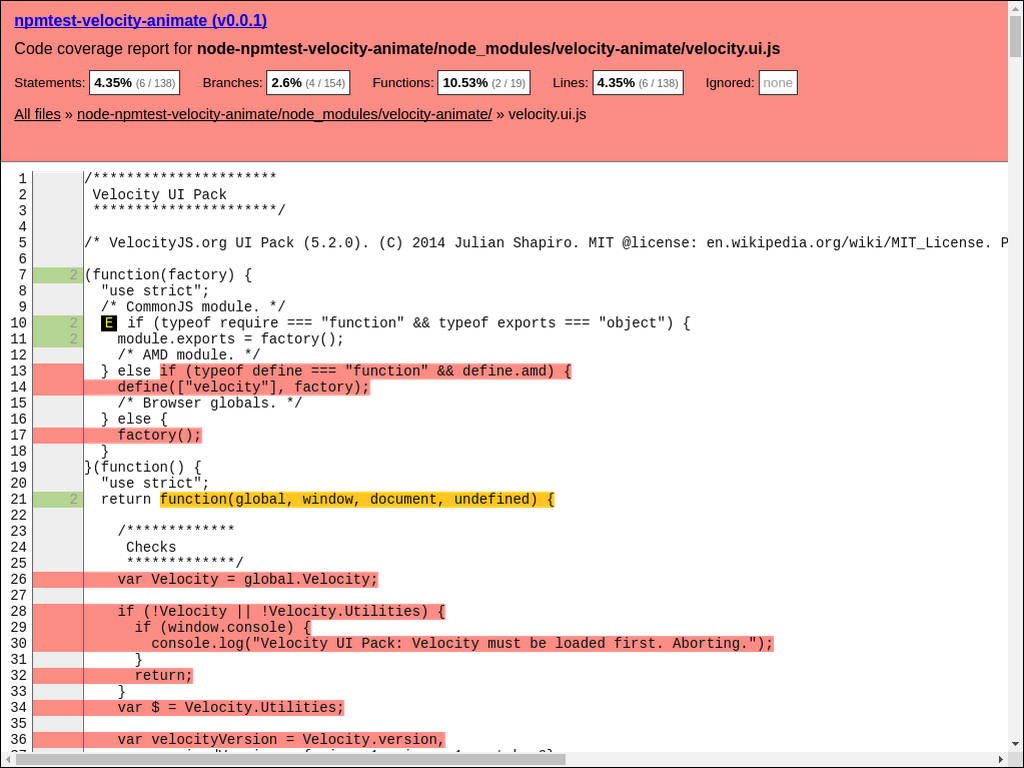 npmtest-velocity-animate (v0.0.1)
Code coverage report for node-npmtest-velocity-animate/node_modules/velocity-animate/velocity.ui.js
Statements: 4.35% (6 / 138) Branches: 2.6% (4 / 154) Functions: 10.53% (2 / 19) Lines: 4.35% (6 / 138) Ignored: none
All files » node-npmtest-velocity-animate/node_modules/velocity-animate/ » velocity.ui.js
1 /**********************
2 Velocity UI Pack
3 **********************/
4
5 /* VelocityJS.org UI Pack (5.2.0). (C) 2014 Julian Shapiro. MIT @license: en.wikipedia.org/wiki/MIT_License. P
6
7 2 (function(factory) {
8 "use strict";
9 /* CommonJS module. */
10 2 E if (typeof require === "function" && typeof exports === "object") {
11 2 module.exports = factory();
12 /* AMD module. */
13 } else if (typeof define === "function" && define.amd) {
14 define(["velocity"], factory);
15 /* Browser globals. */
16 } else {
17 factory();
18 }
19 }(function() {
20 "use strict";
21 2 return function(global, window, document, undefined) {
22
23 /*************
24 Checks
25 *************/
26 var Velocity = global.Velocity;
27
28 if (!Velocity || !Velocity.Utilities) {
29 if (window.console) {
30 console.log("Velocity UI Pack: Velocity must be loaded first. Aborting.");
31 }
32 return;
33 }
34 var $ = Velocity.Utilities;
35
36 var velocityVersion = Velocity.version,